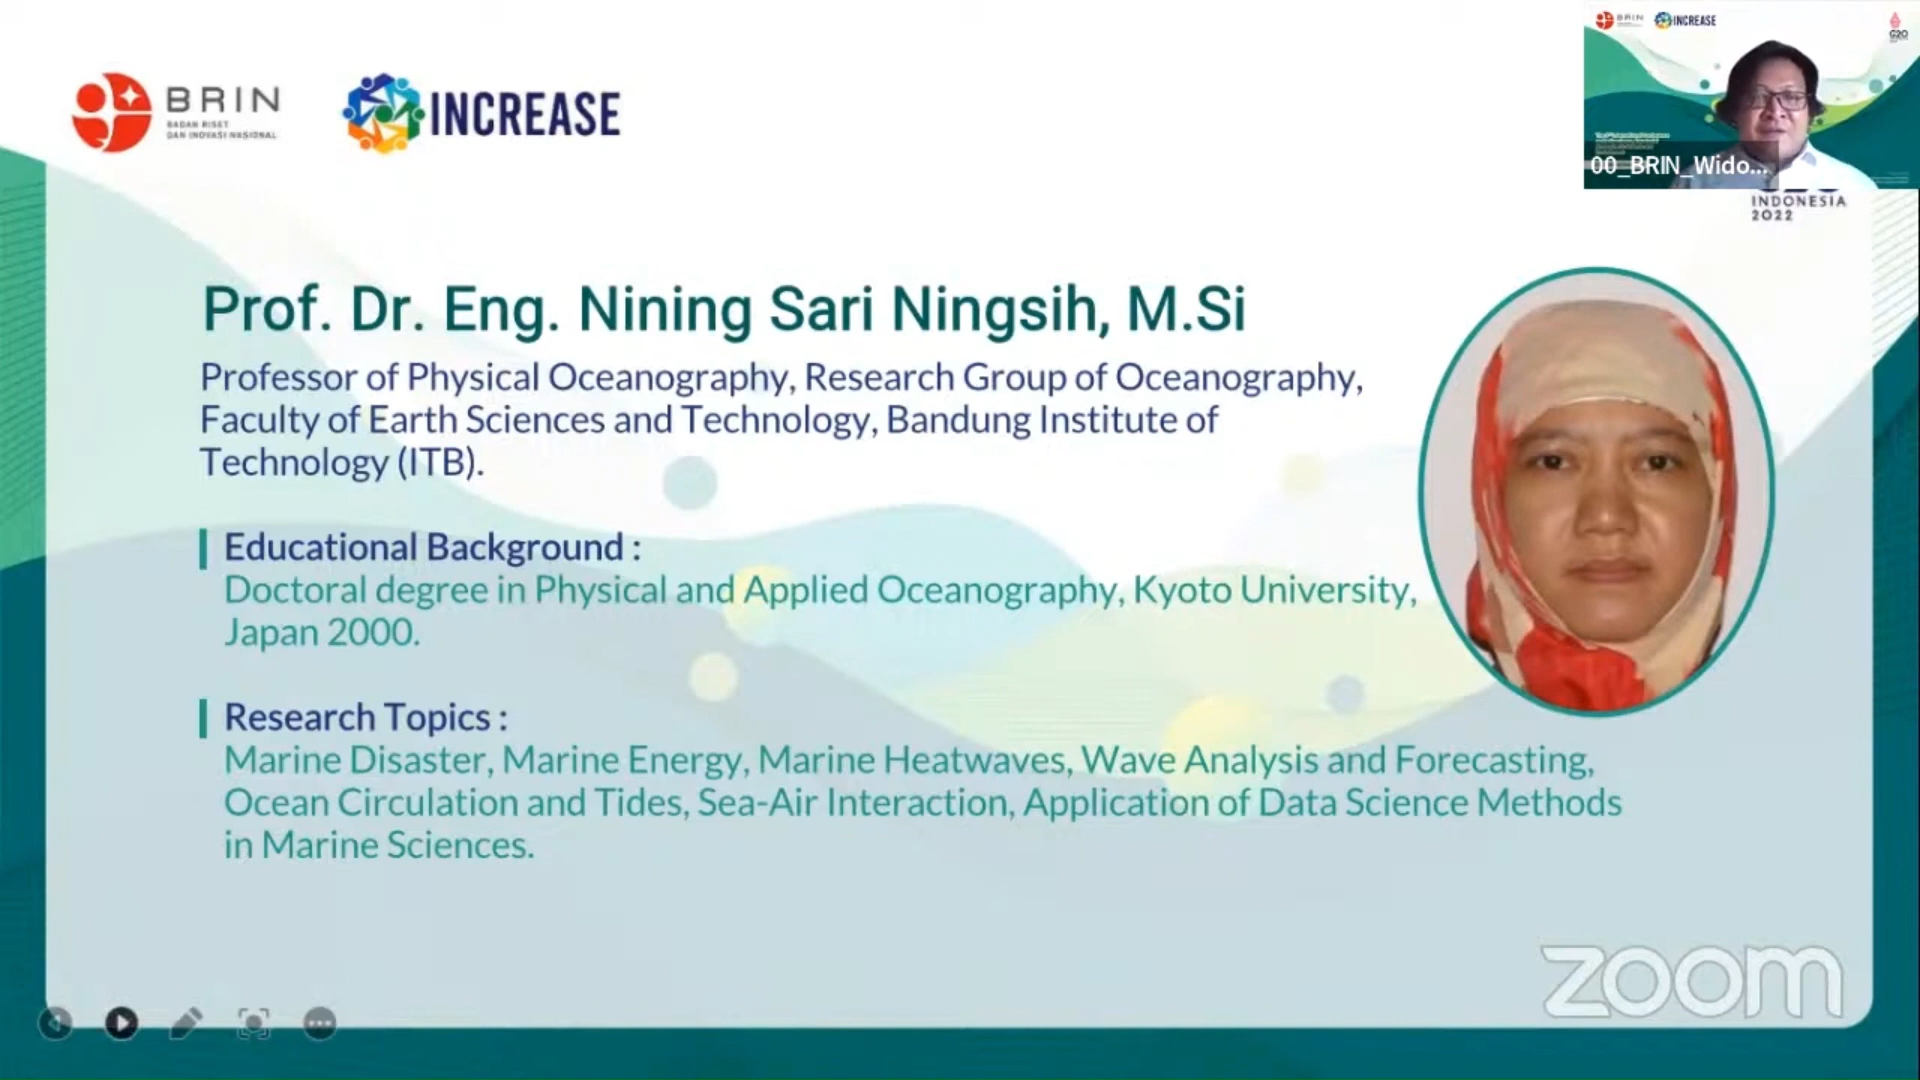 BRIN
BADAN RISET
DAN INOVASI NASIONAL
INCREASE
BRIN
INCREASE
G20
00_BRIN_Wido...
INDONESIA
2022
Prof. Dr. Eng. Nining Sari Ningsih, M.Si
Professor of Physical Oceanography, Research Group of Oceanography,
Faculty of Earth Sciences and Technology, Bandung Institute of
Technology (ITB).
Educational Background :
Doctoral degree in Physical and Applied Oceanography, Kyoto University,
Japan 2000.
Research Topics :
Marine Disaster, Marine Energy, Marine Heatwaves, Wave Analysis and Forecasting,
Ocean Circulation and Tides, Sea-Air Interaction, Application of Data Science Methods
in Marine Sciences.
zoom